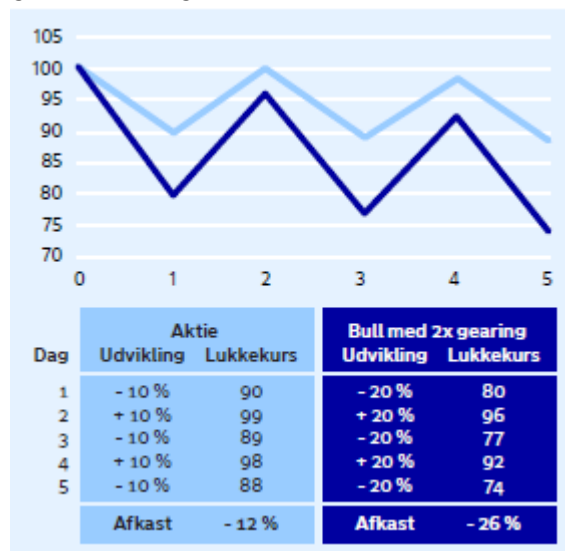 105
100
95
90
85
80
75
70
0 1 2 3 4 5
Aktie Bull med 2x gearing
Dag Udvikling Lukkekurs Udvikling Lukkekurs
1 - 10 % 90 - 20 % 80
2 + 10 % 99 + 20 % 96
3 - 10 % 89 - 20 % 77
4 + 10 % 98 + 20 % 92
5 - 10 % 88 - 20 % 74
Afkast - 12 % Afkast - 26 %